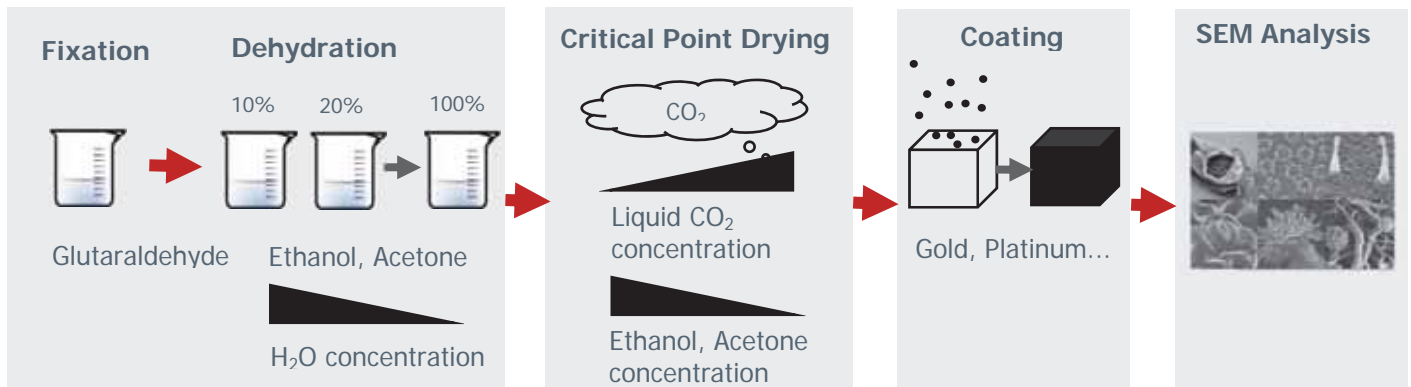 Fixation
Dehydration
10%
20%
100%
Glutaraldehyde
Ethanol, Acetone
H₂O concentration
Critical Point Drying
CO₂
Liquid CO₂
concentration
Ethanol, Acetone
concentration
Coating
Gold, Platinum...
SEM Analysis